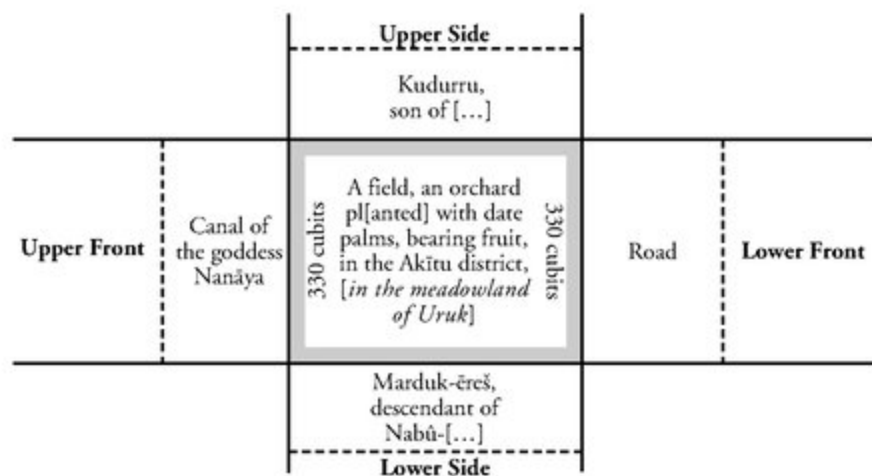 Upper Side
Kudurru,
son of […]
Upper Front
Canal of
the goddess
Nanāya
330 cubits
A field, an orchard
pl[anted] with date
palms, bearing fruit,
in the Akītu district,
[in the meadowland
of Uruk]
330 cubits
Road
Lower Front
Marduk-ēreš,
descendant of
Nabû-[…]
Lower Side